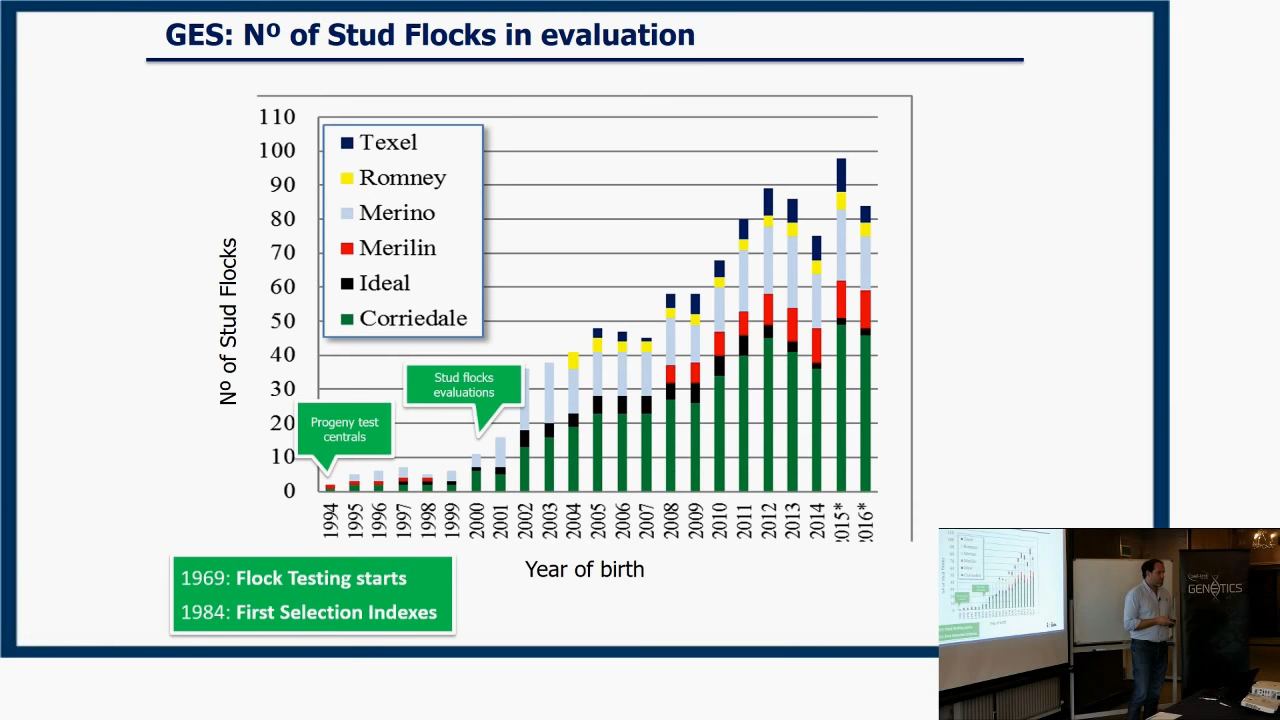 GES: Nº of Stud Flocks in evaluation
110
100
90
80
70
60
50
40
30
20
10
0
Nº of Stud Flocks
Texel
Romney
Merino
Merilin
Ideal
Corriedale
Stud flocks
evaluations
Progeny test
centrals
1994
1995
1996
1997
1998
1999
2000
2001
2002
2003
2004
2005
2006
2007
2008
2009
2010
2011
2012
2013
2014
2015*
2016*
Year of birth
1969: Flock Testing starts
1984: First Selection Indexes
GENETICS